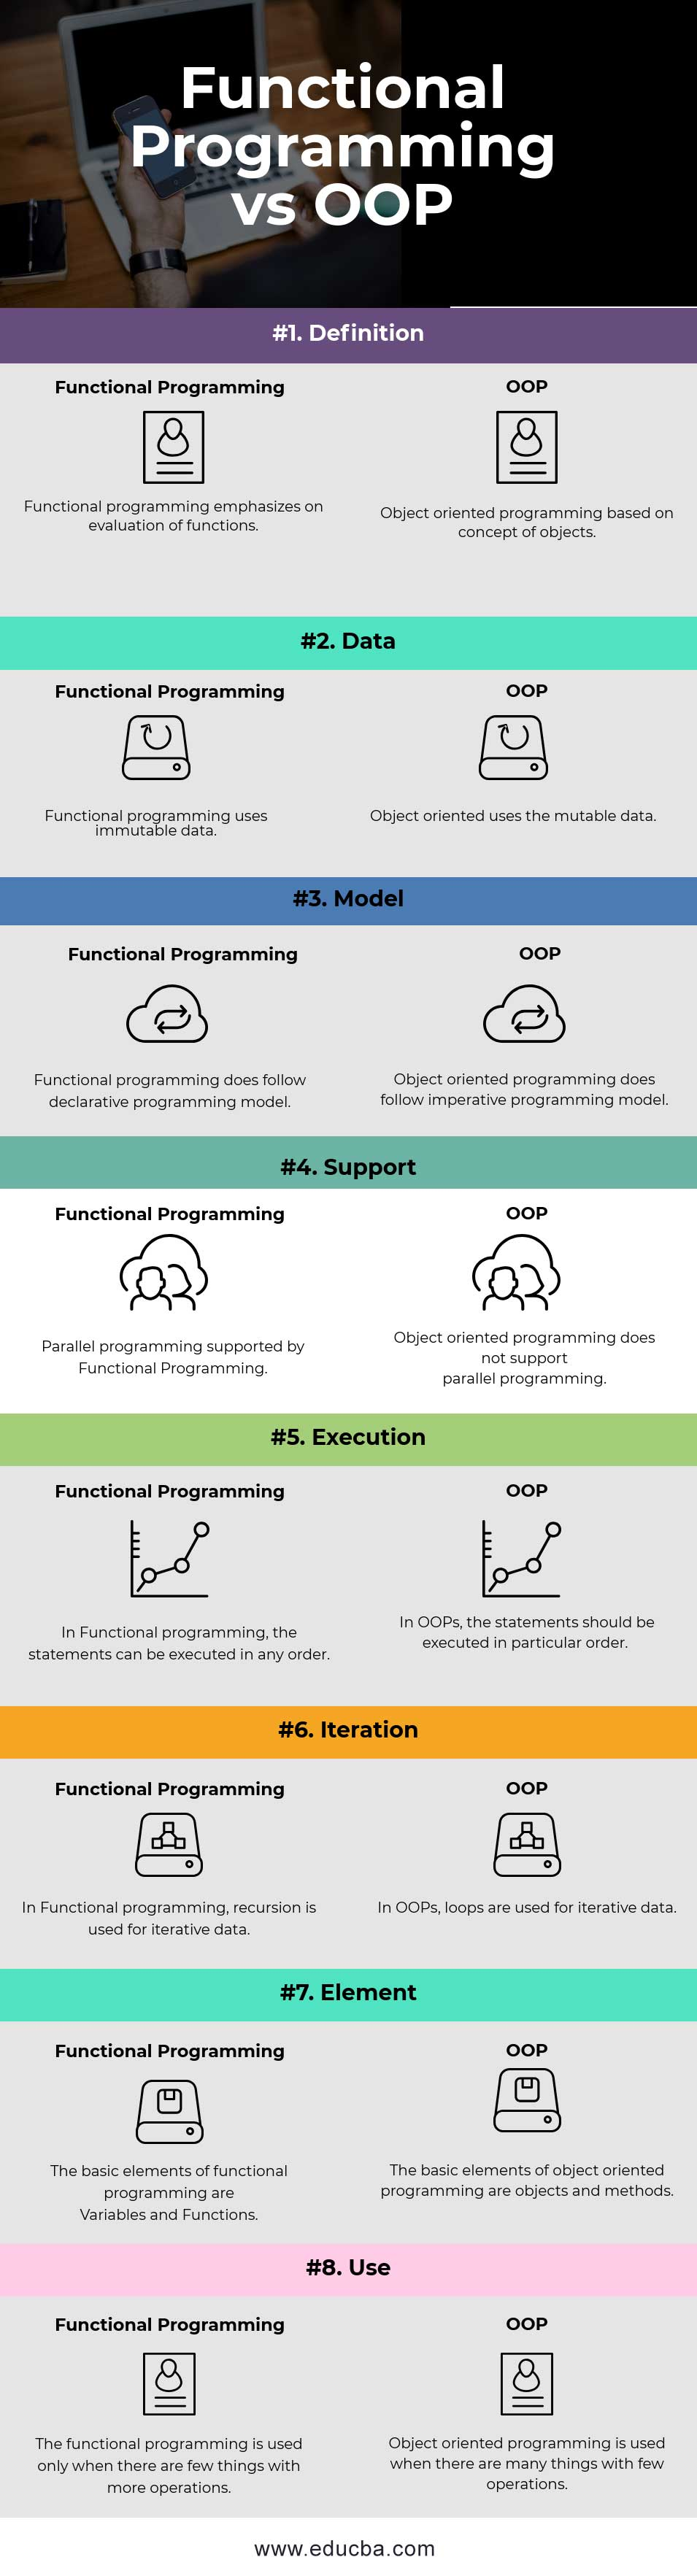 Functional
Programming
vs OOP
#1. Definition
Functional Programming
Functional programming emphasizes on
evaluation of functions.
OOP
Object oriented programming based on
concept of objects.
#2. Data
Functional Programming
Functional programming uses
immutable data.
OOP
Object oriented uses the mutable data.
#3. Model
Functional Programming
Functional programming does follow
declarative programming model.
OOP
Object oriented programming does
follow imperative programming model.
#4. Support
Functional Programming
Parallel programming supported by
Functional Programming.
OOP
Object oriented programming does
not support
parallel programming.
#5. Execution
Functional Programming
In Functional programming, the
statements can be executed in any order.
OOP
In OOPs, the statements should be
executed in particular order.
#6. Iteration
Functional Programming
In Functional programming, recursion is
used for iterative data.
OOP
In OOPs, loops are used for iterative data.
#7. Element
Functional Programming
The basic elements of functional
programming are
Variables and Functions.
OOP
The basic elements of object oriented
programming are objects and methods.
#8. Use
Functional Programming
The functional programming is used
only when there are few things with
more operations.
OOP
Object oriented programming is used
when there are many things with few
operations.
www.educba.com